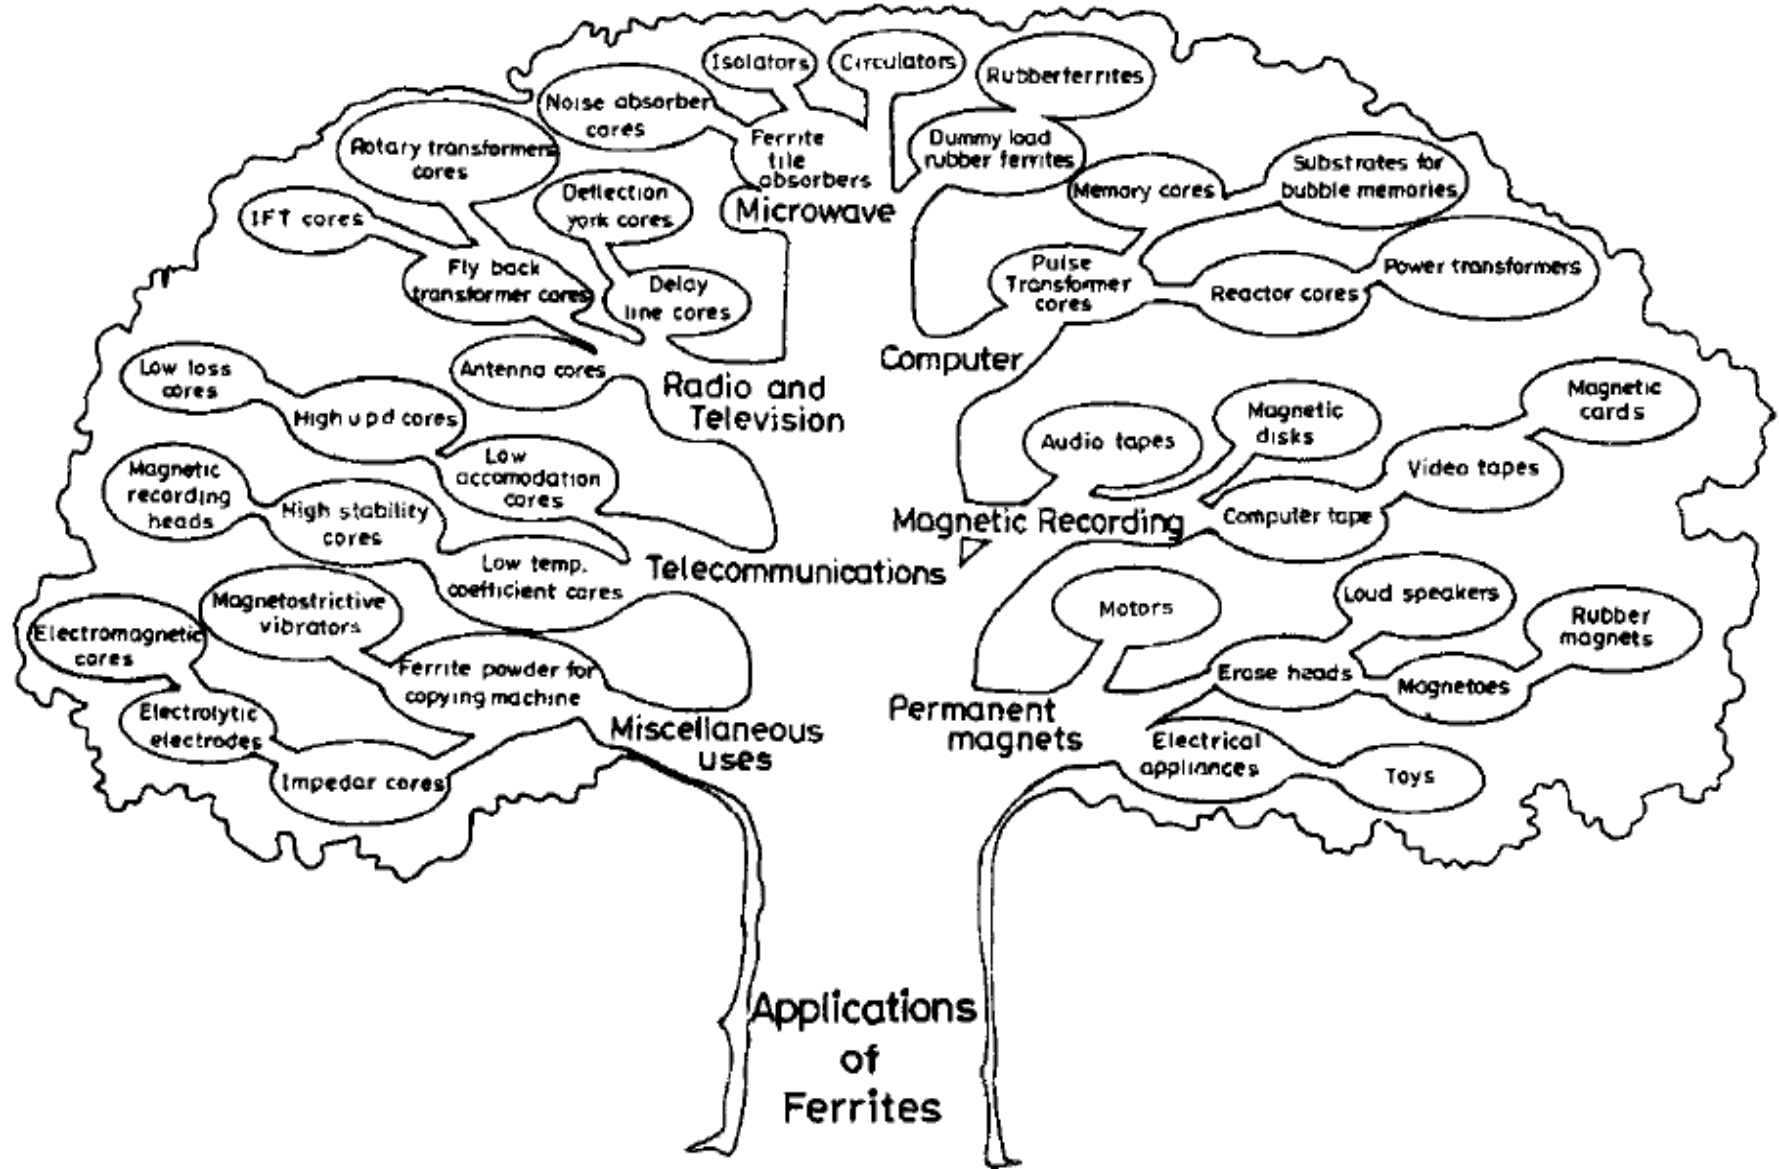 Isolators
Circulators
Rubberferrites
Noise absorber
cores
Ferrite
tile
absorbers
Dummy load
rubber ferrites
Rotary transformers
cores
Deflection
york cores
Microwave
Memory cores
Substrates for
bubble memories
IFT cores
Fly back
transformer cores
Delay
line cores
Pulse
Transformer
cores
Reactor cores
Power transformers
Computer
Low loss
cores
Antenna cores
Radio and
Television
High upd cores
Audio tapes
Magnetic
disks
Magnetic
cards
Magnetic
recording
heads
Low
accomodation
cores
High stability
cores
Magnetic Recording
Computer tape
Video tapes
Low temp.
coefficient cores
Telecommunications
Electromagnetic
cores
Magnetostrictive
vibrators
Motors
Loud speakers
Rubber
magnets
Ferrite powder for
copying machine
Erase heads
Magnetoes
Electrolytic
electrodes
Miscellaneous
uses
Permanent
magnets
Impedar cores
Electrical
appliances
Toys
Applications
of
Ferrites